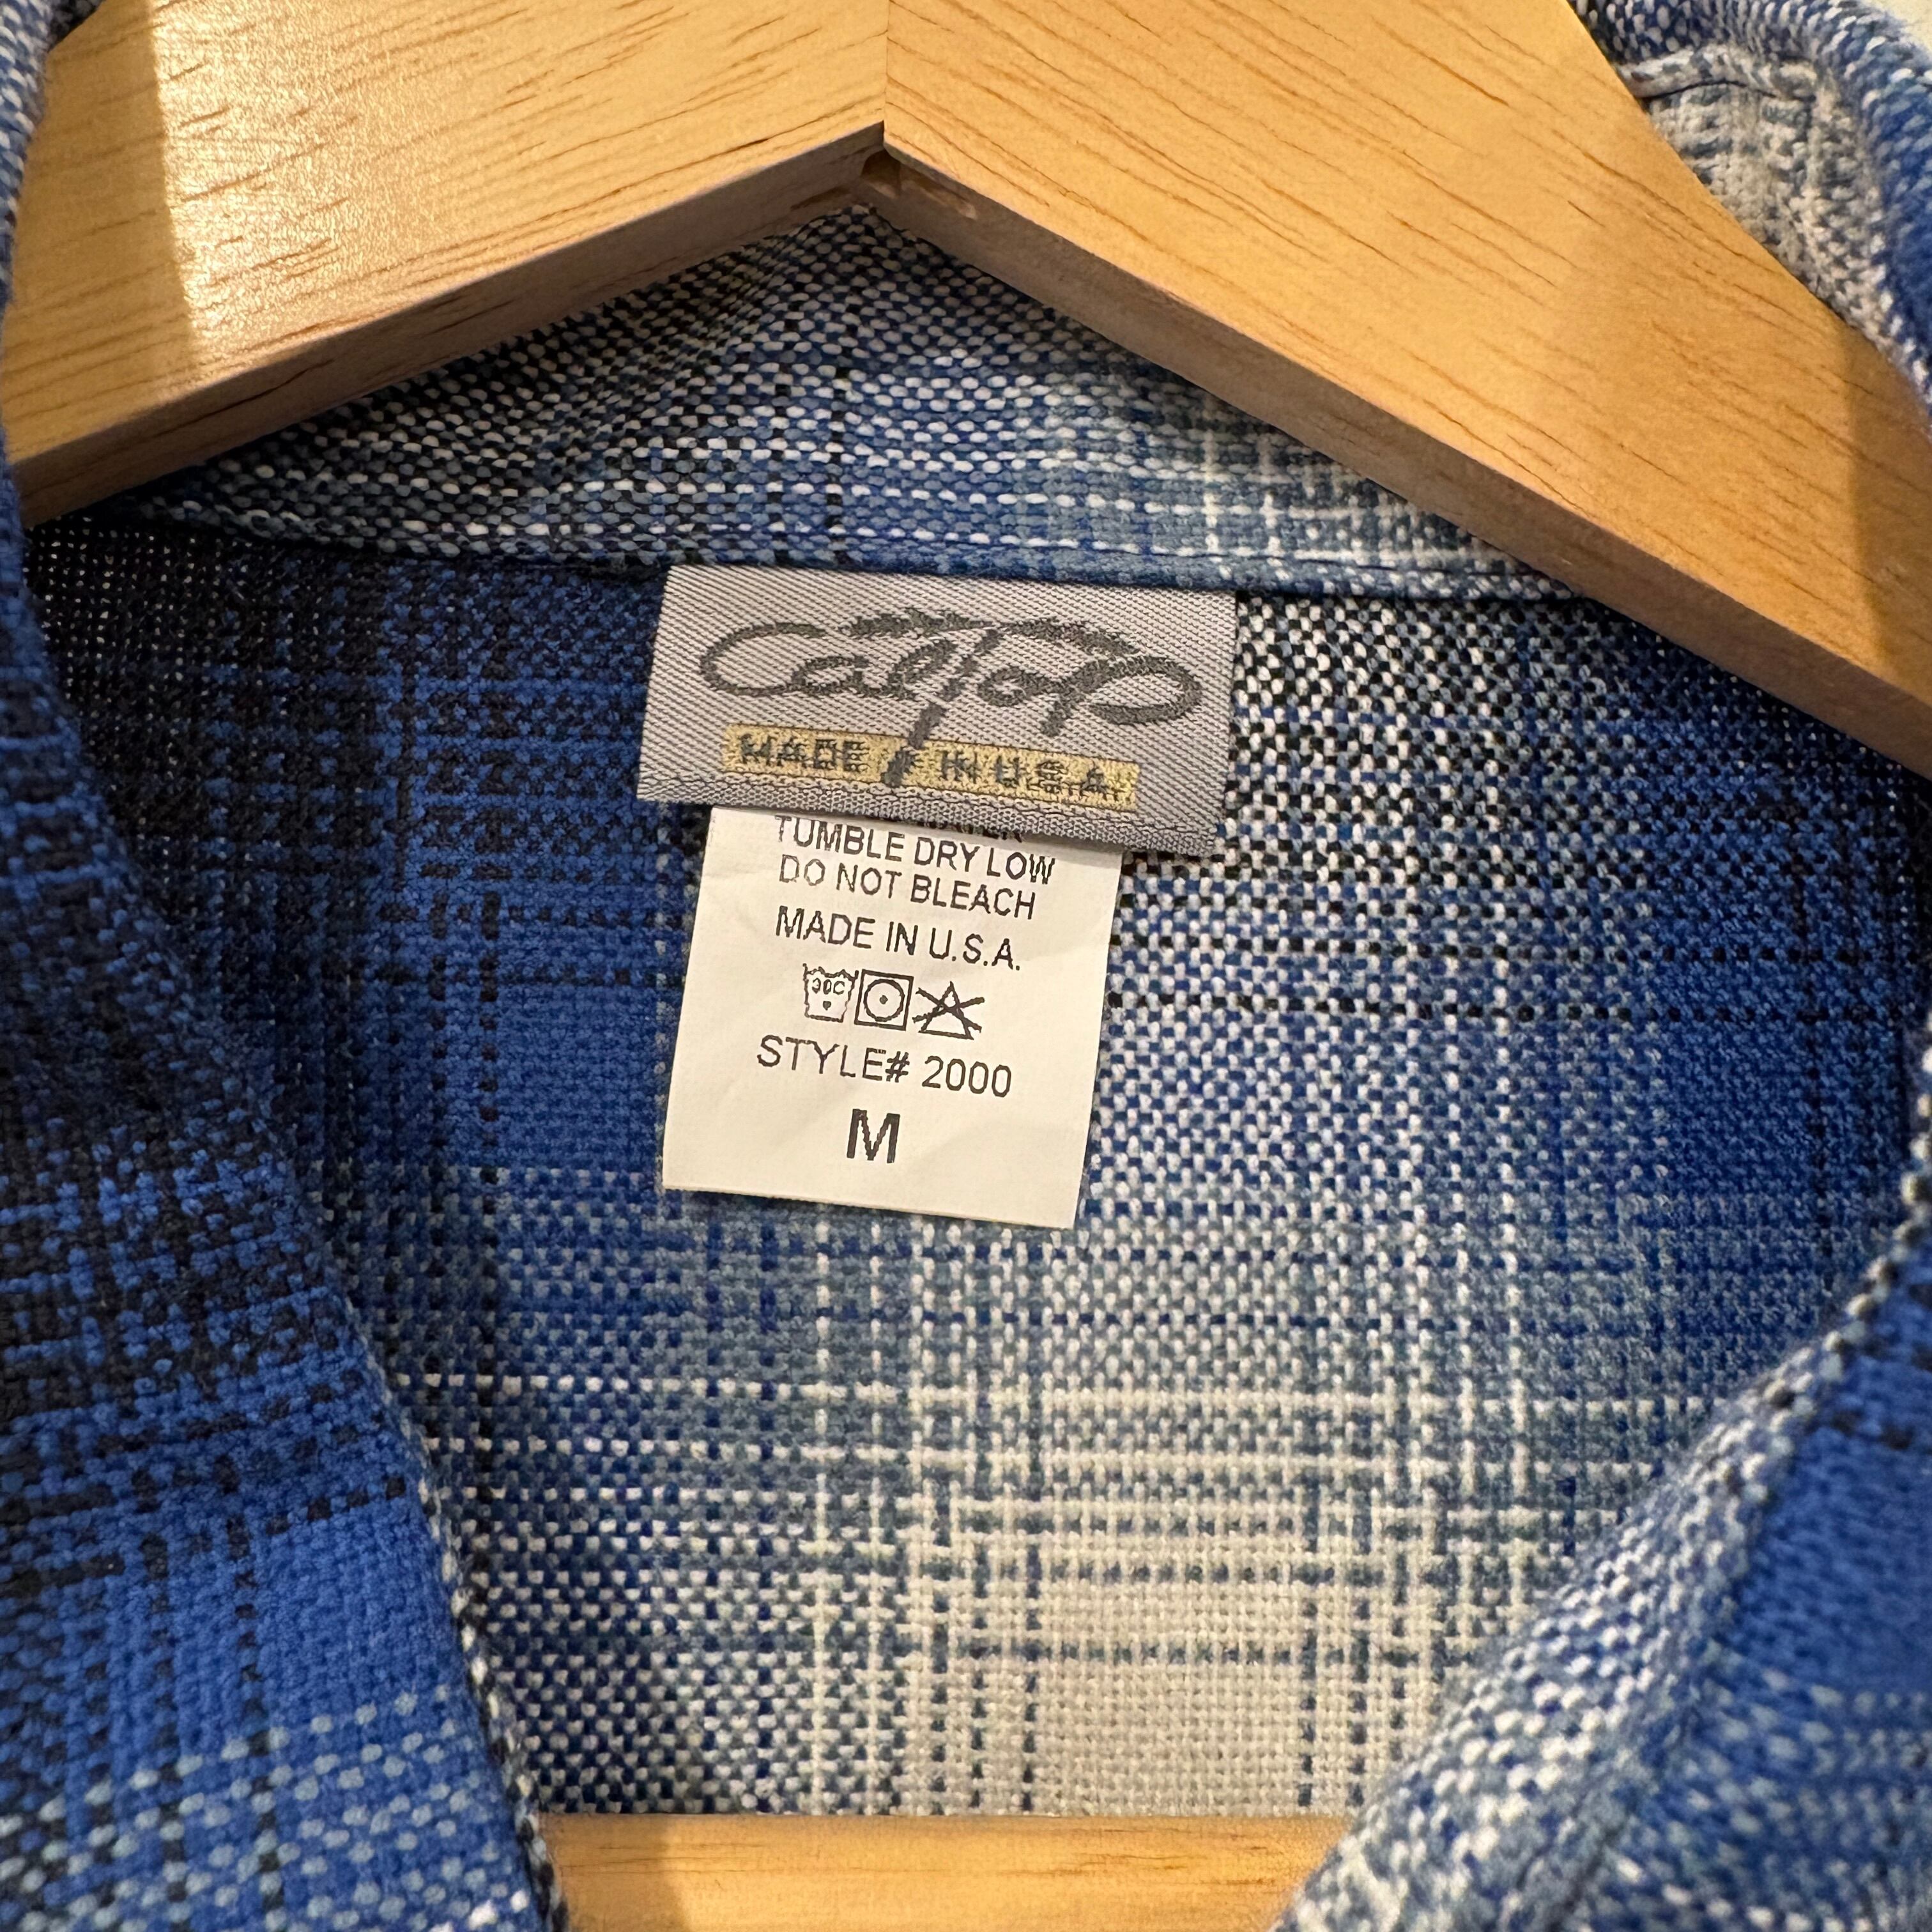 CalTop
MADE IN U.S.A.
TUMBLE DRY LOW
DO NOT BLEACH
MADE IN U.S.A.
30C
STYLE# 2000
M